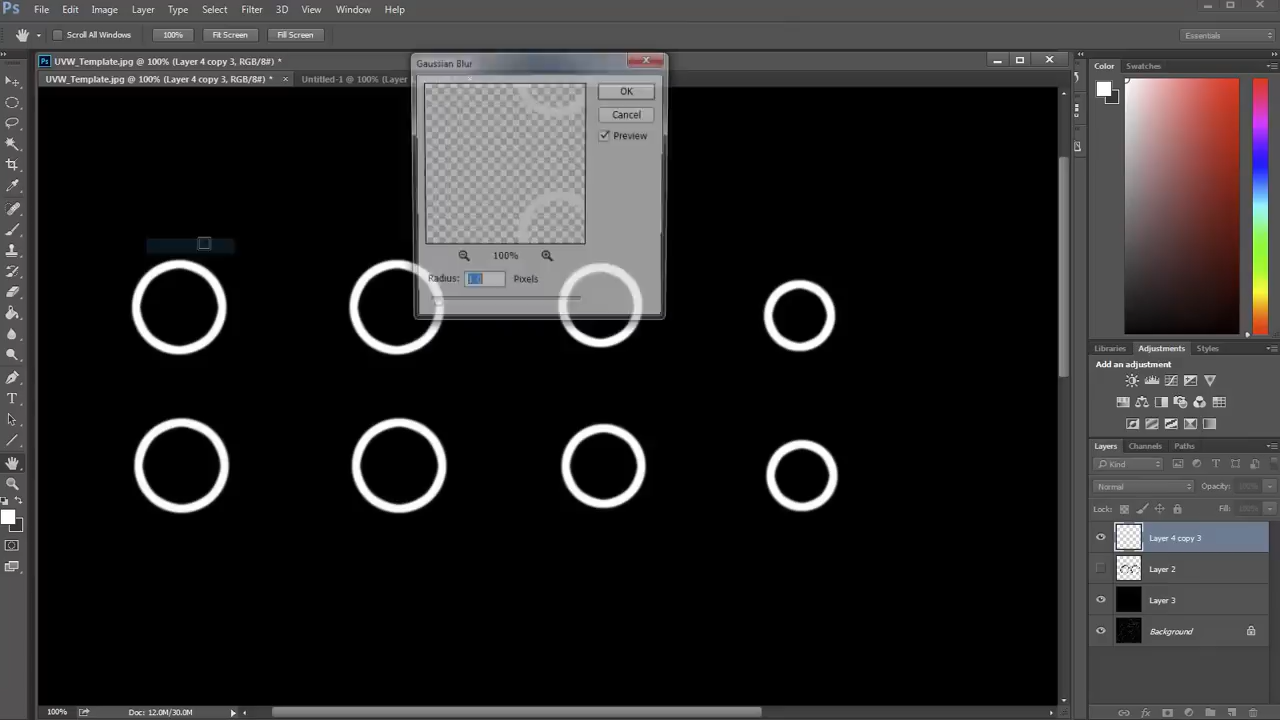 Ps File Edit Image Layer Type Select Filter 3D View Window Help
Scroll All Windows 100% Fit Screen Fill Screen Essentials
Ps UVW_Template.jpg @ 100% (Layer 4 copy 3, RGB/8#) *
UVW_Template.jpg @ 100% (Layer 4 copy 3, RGB/8#) * × Untitled-1 @ 100% (Layer
Gaussian Blur
OK
Cancel
Preview
100%
Radius: Pixels
Color Swatches
Libraries Adjustments Styles
Add an adjustment
Layers Channels Paths
Kind
Normal Opacity: 100%
Lock: Fill: 100%
Layer 4 copy 3
Layer 2
Layer 3
Background
100% Doc: 12.0M/30.0M